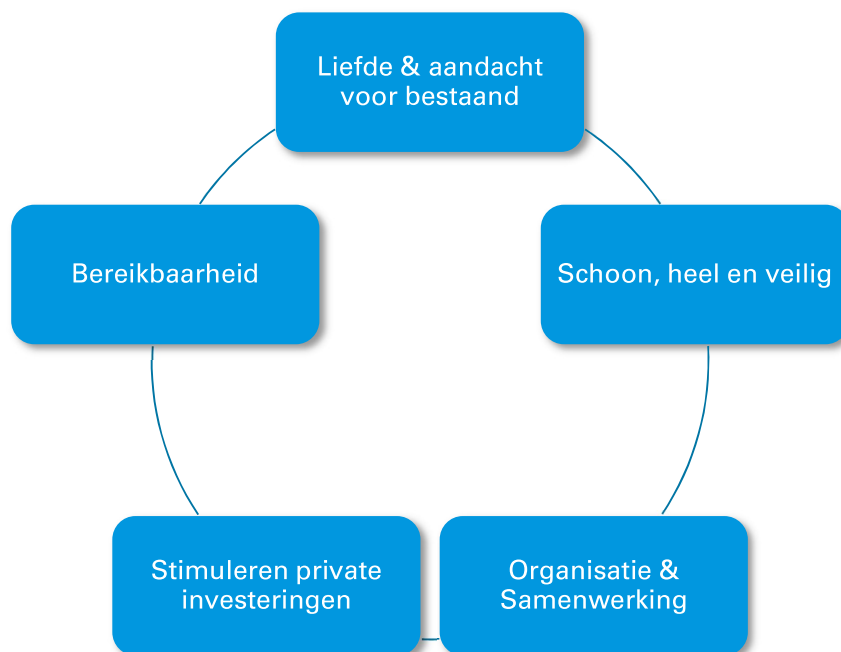 Liefde & aandacht
voor bestaand
Bereikbaarheid
Schoon, heel en veilig
Stimuleren private
investeringen
Organisatie &
Samenwerking